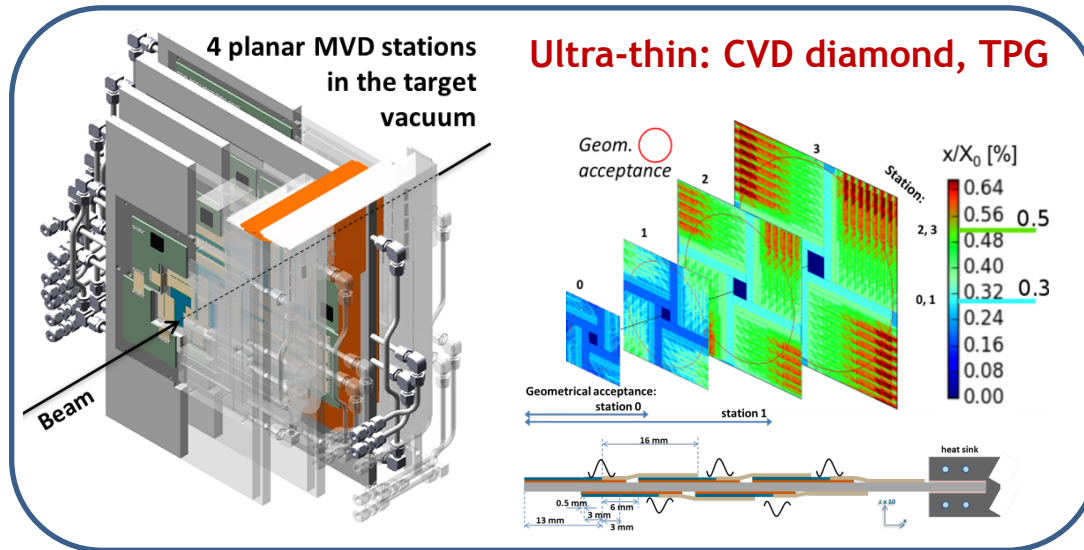 4 planar MVD stations
in the target
vacuum
Beam
Ultra-thin: CVD diamond, TPG
Geom.
acceptance
0
1
2
3
Station:
2, 3
0, 1
x/X0 [%]
0.64
0.56
0.48
0.40
0.32
0.24
0.16
0.08
0.00
0.5
0.3
Geometrical acceptance:
station 0
station 1
16 mm
heat sink
0.5 mm
6 mm
3 mm
13 mm
3 mm
z x 10
x